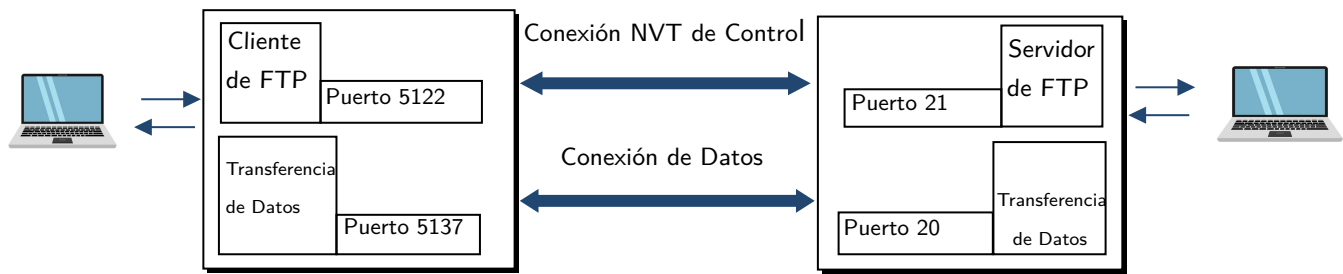 Cliente
de FTP
Puerto 5122
Transferencia
de Datos
Puerto 5137
Conexión NVT de Control
Conexión de Datos
Servidor
de FTP
Puerto 21
Transferencia
de Datos
Puerto 20